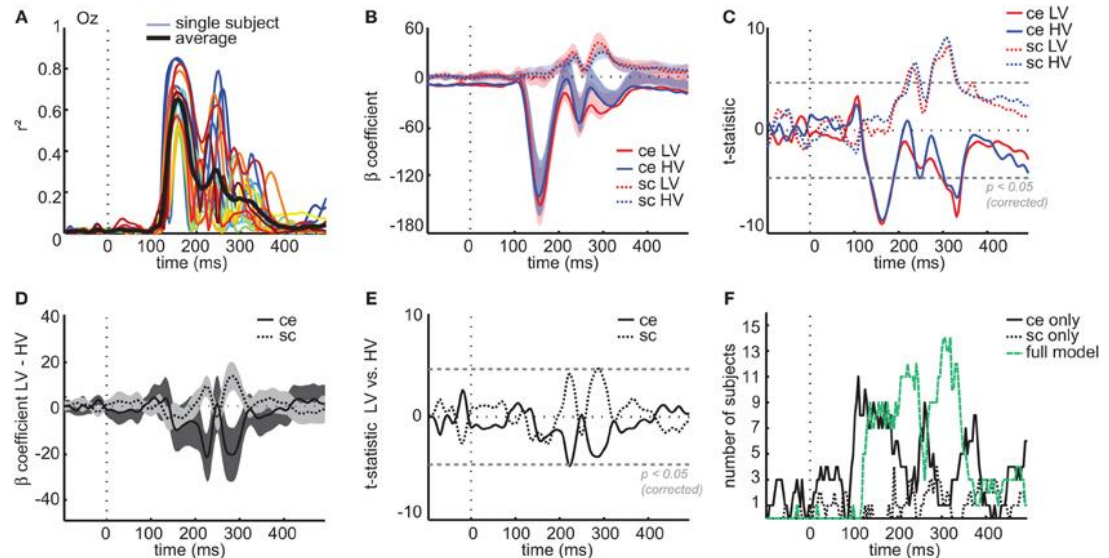 A Oz
single subject
average
1
0.8
0.6
0.4
0.2
0
r²
0 100 200 300 400
time (ms)
B
60
0
-60
-120
-180
β coefficient
ce LV
ce HV
sc LV
sc HV
0 100 200 300 400
time (ms)
C
ce LV
ce HV
sc LV
sc HV
10
0
-10
t-statistic
p < 0.05
(corrected)
0 100 200 300 400
time (ms)
D
ce
sc
40
20
0
-20
-40
β coefficient LV - HV
0 100 200 300 400
time (ms)
E
ce
sc
10
0
-10
t-statistic LV vs. HV
p < 0.05
(corrected)
0 100 200 300 400
time (ms)
F
ce only
sc only
full model
15
13
11
9
7
5
3
1
number of subjects
0 100 200 300 400
time (ms)